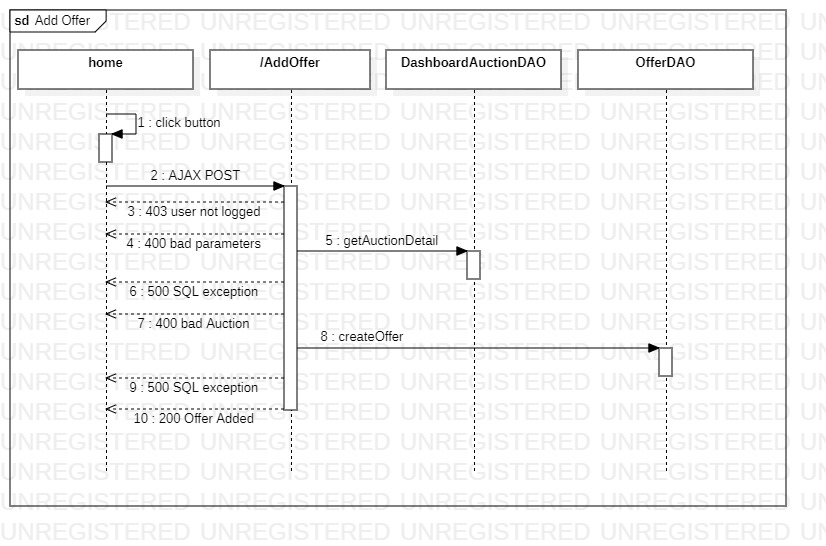 sd Add Offer
home
/AddOffer
DashboardAuctionDAO
OfferDAO
1 : click button
2 : AJAX POST
3 : 403 user not logged
4 : 400 bad parameters
5 : getAuctionDetail
6 : 500 SQL exception
7 : 400 bad Auction
8 : createOffer
9 : 500 SQL exception
10 : 200 Offer Added
UNREGISTERED UNREGISTERED UNREGISTERED UNREGISTERED UN